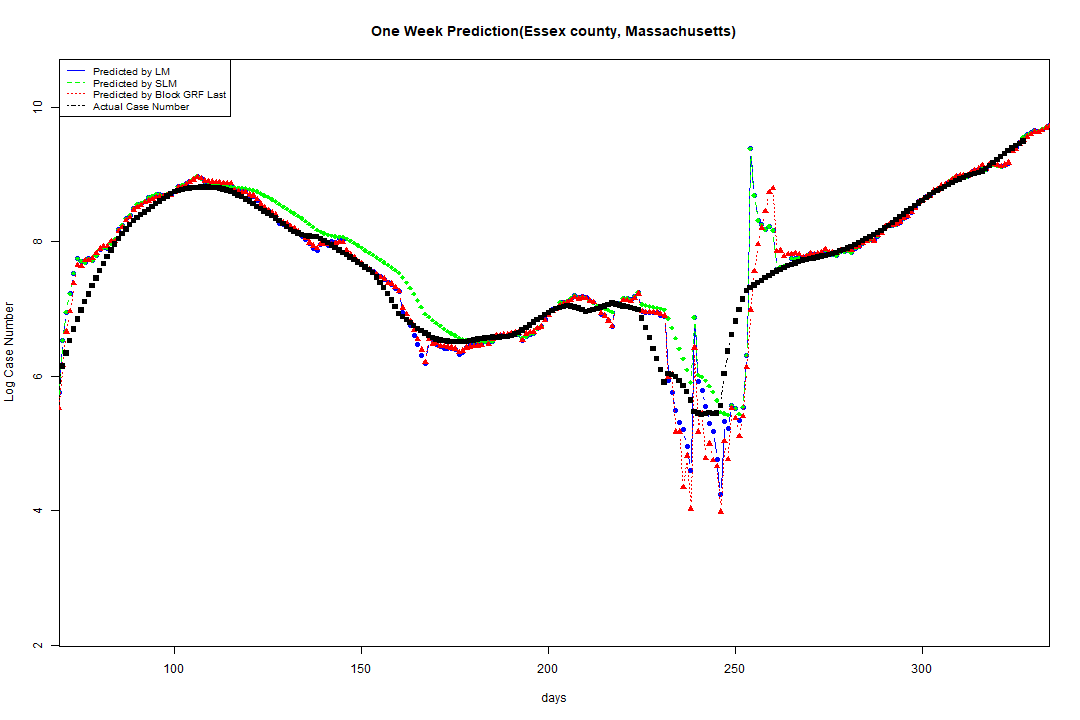 One Week Prediction(Essex county, Massachusetts)
Predicted by LM
Predicted by SLM
Predicted by Block GRF Last
Actual Case Number
10
8
6
4
2
Log Case Number
100 150 200 250 300
days